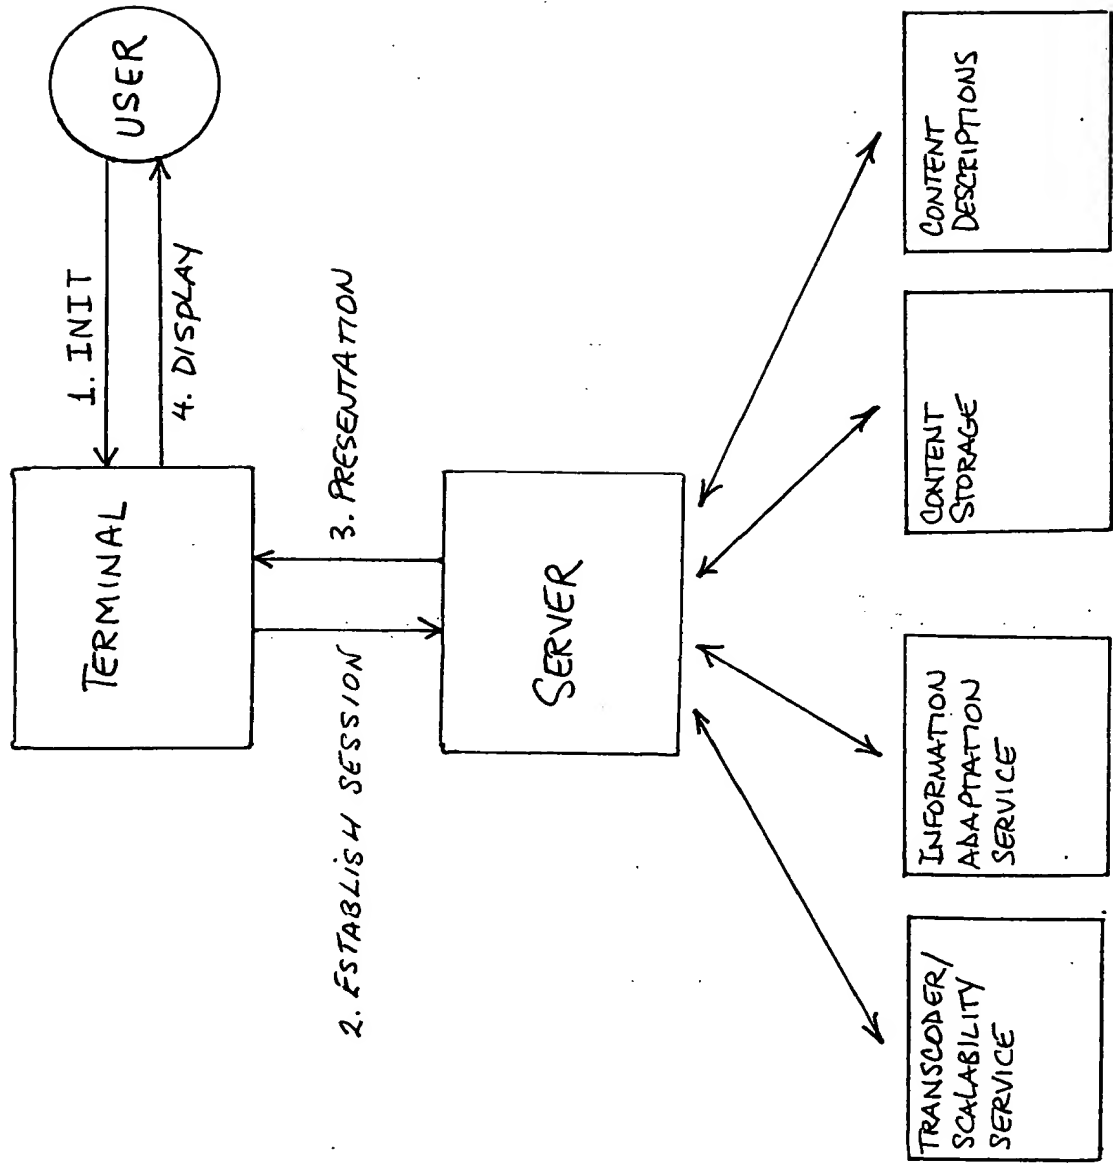 USER
1. INIT
4. DISPLAY
TERMINAL
3. PRESENTATION
2. ESTABLISH SESSION
SERVER
TRANSCODER/
SCALABILITY
SERVICE
INFORMATION
ADAPTATION
SERVICE
CONTENT
STORAGE
CONTENT
DESCRIPTIONS